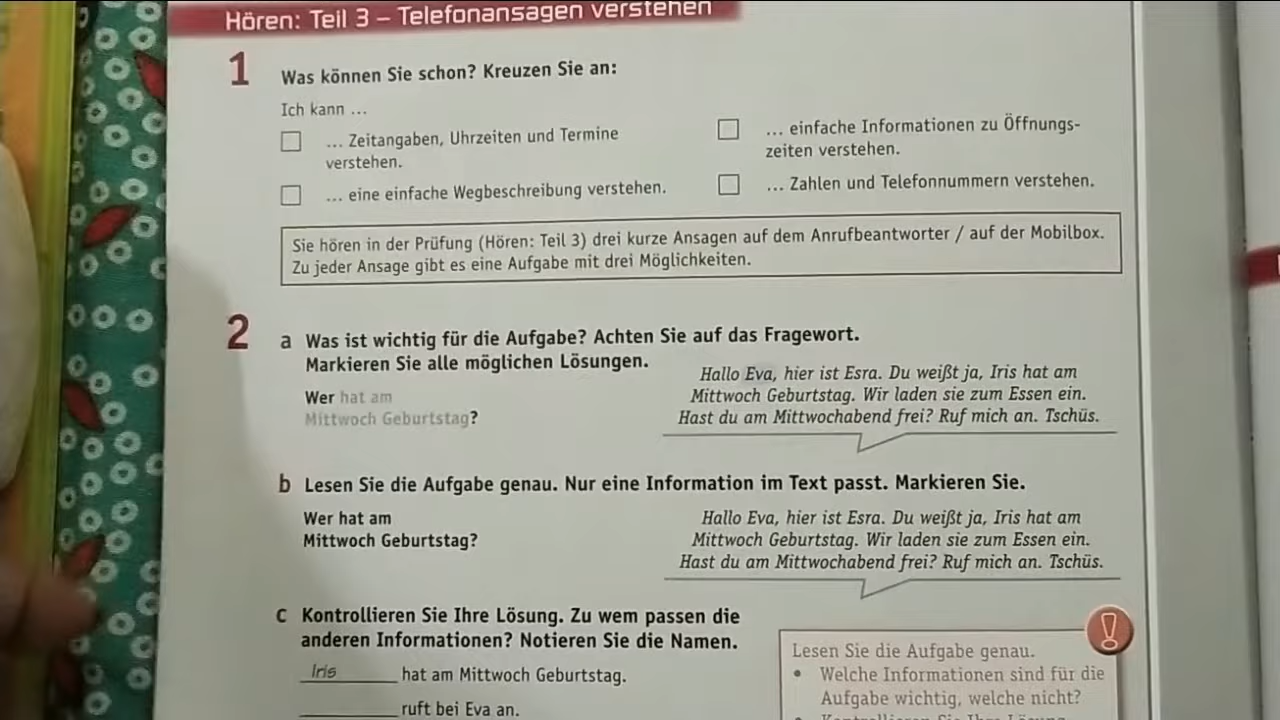 Hören: Teil 3 – Telefonansagen verstehen
1
Was können Sie schon? Kreuzen Sie an:
Ich kann ...
... Zeitangaben, Uhrzeiten und Termine
verstehen.
... eine einfache Wegbeschreibung verstehen.
... einfache Informationen zu Öffnungs-
zeiten verstehen.
... Zahlen und Telefonnummern verstehen.
Sie hören in der Prüfung (Hören: Teil 3) drei kurze Ansagen auf dem Anrufbeantworter / auf der Mobilbox.
Zu jeder Ansage gibt es eine Aufgabe mit drei Möglichkeiten.
2
a Was ist wichtig für die Aufgabe? Achten Sie auf das Fragewort.
Markieren Sie alle möglichen Lösungen.
Wer hat am
Mittwoch Geburtstag?
Hallo Eva, hier ist Esra. Du weißt ja, Iris hat am
Mittwoch Geburtstag. Wir laden sie zum Essen ein.
Hast du am Mittwochabend frei? Ruf mich an. Tschüs.
b Lesen Sie die Aufgabe genau. Nur eine Information im Text passt. Markieren Sie.
Wer hat am
Mittwoch Geburtstag?
Hallo Eva, hier ist Esra. Du weißt ja, Iris hat am
Mittwoch Geburtstag. Wir laden sie zum Essen ein.
Hast du am Mittwochabend frei? Ruf mich an. Tschüs.
c Kontrollieren Sie Ihre Lösung. Zu wem passen die
anderen Informationen? Notieren Sie die Namen.
Iris hat am Mittwoch Geburtstag.
ruft bei Eva an.
!
Lesen Sie die Aufgabe genau.
• Welche Informationen sind für die
Aufgabe wichtig, welche nicht?
• Kontrollieren Sie Ihre Lösung